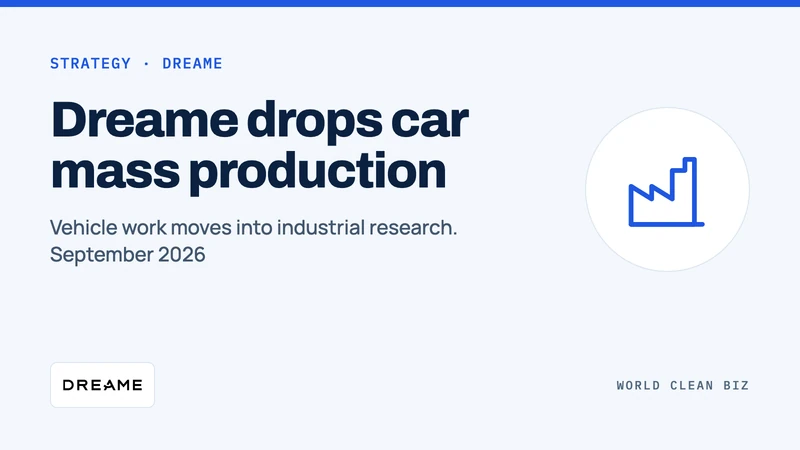 STRATEGY · DREAME
Dreame drops car
mass production
Vehicle work moves into industrial research.
September 2026
DREAME
WORLD CLEAN BIZ